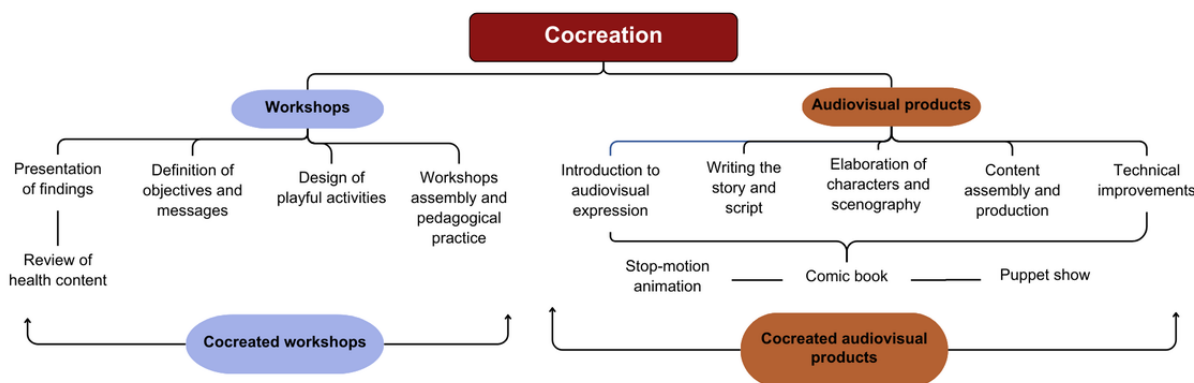 Cocreation
Workshops
Audiovisual products
Presentation
of findings
Definition of
objectives and
messages
Design of
playful activities
Workshops
assembly and
pedagogical
practice
Review of
health content
Introduction to
audiovisual
expression
Writing the
story and
script
Elaboration of
characters and
scenography
Content
assembly and
production
Technical
improvements
Stop-motion
animation
Comic book
Puppet show
Cocreated workshops
Cocreated audiovisual
products